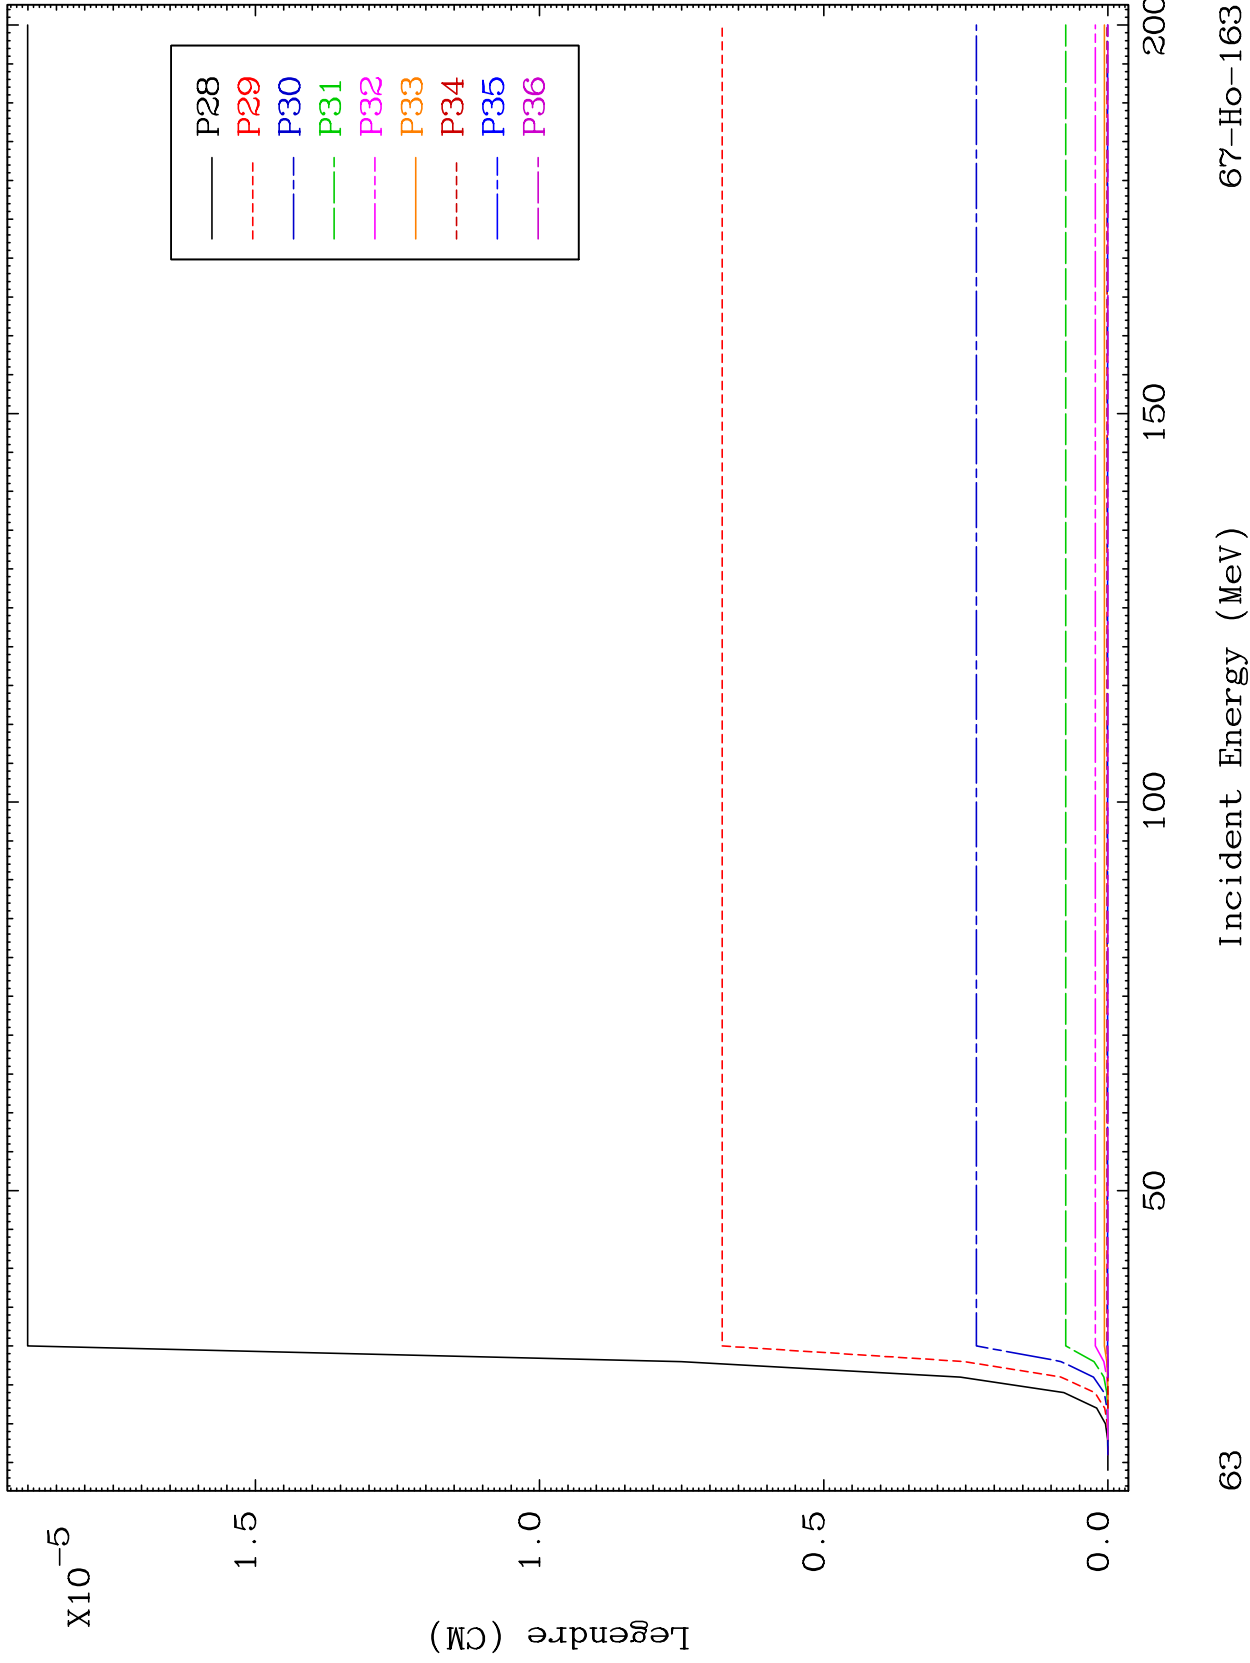 X10⁻⁵
Legendre (CM)
1.5
1.0
0.5
0.0
P28
P29
P30
P31
P32
P33
P34
P35
P36
50
100
150
200
Incident Energy (MeV)
63
67-Ho-163